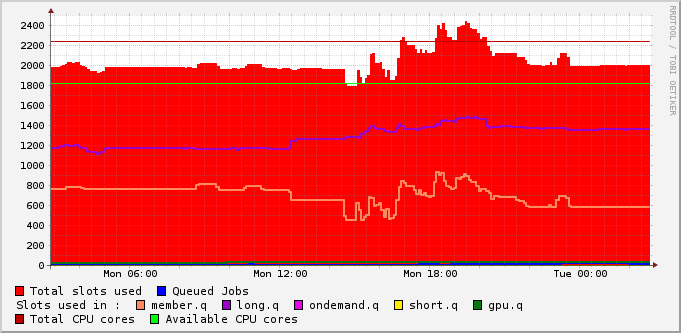 RRDTOOL / TOBI OETIKER
2400
2200
2000
1800
1600
1400
1200
1000
800
600
400
200
0
Mon 06:00 Mon 12:00 Mon 18:00 Tue 00:00
Total slots used Queued Jobs
Slots used in : member.q long.q ondemand.q short.q gpu.q
Total CPU cores Available CPU cores